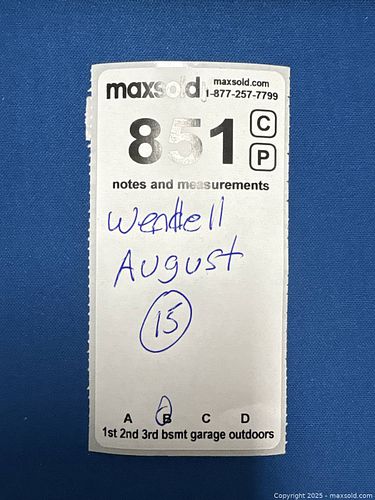 maxsold maxsold.com
1-877-257-7799
851 C
P
notes and measurements
Wendell
August
15
A B C D
1st 2nd 3rd bsmt garage outdoors
Copyright 2025 - maxsold.com